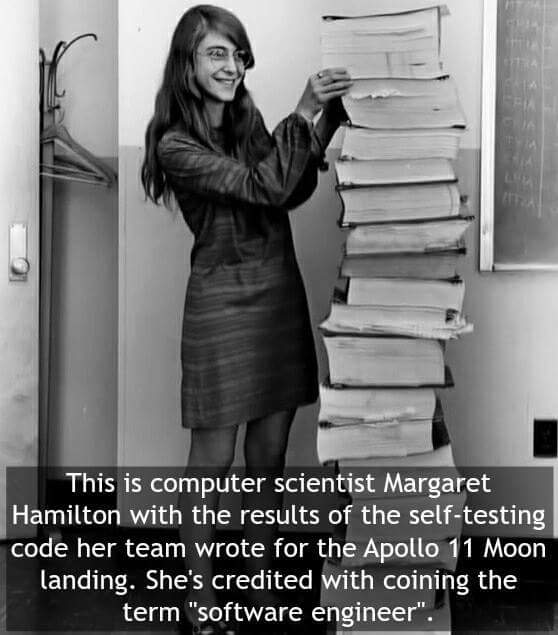 This is computer scientist Margaret
Hamilton with the results of the self-testing
code her team wrote for the Apollo 11 Moon
landing. She's credited with coining the
term "software engineer".